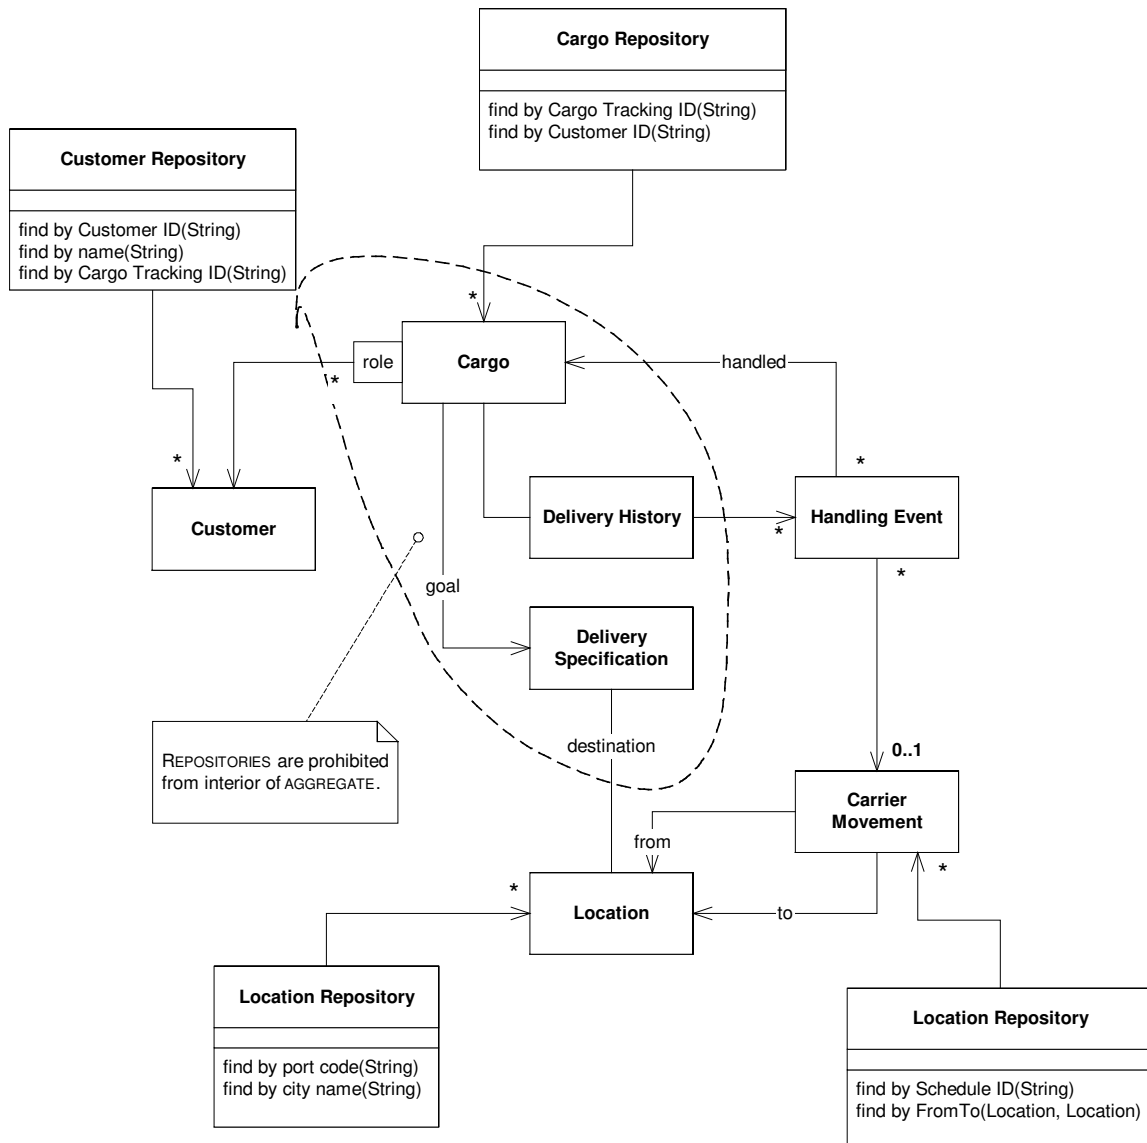 Cargo Repository
find by Cargo Tracking ID(String)
find by Customer ID(String)
Customer Repository
find by Customer ID(String)
find by name(String)
find by Cargo Tracking ID(String)
*
role
*
Cargo
handled
*
Customer
*
Delivery History
*
Handling Event
*
goal
Delivery
Specification
REPOSITORIES are prohibited
from interior of AGGREGATE.
destination
0..1
Carrier
Movement
from
*
*
Location
to
Location Repository
find by port code(String)
find by city name(String)
Location Repository
find by Schedule ID(String)
find by FromTo(Location, Location)